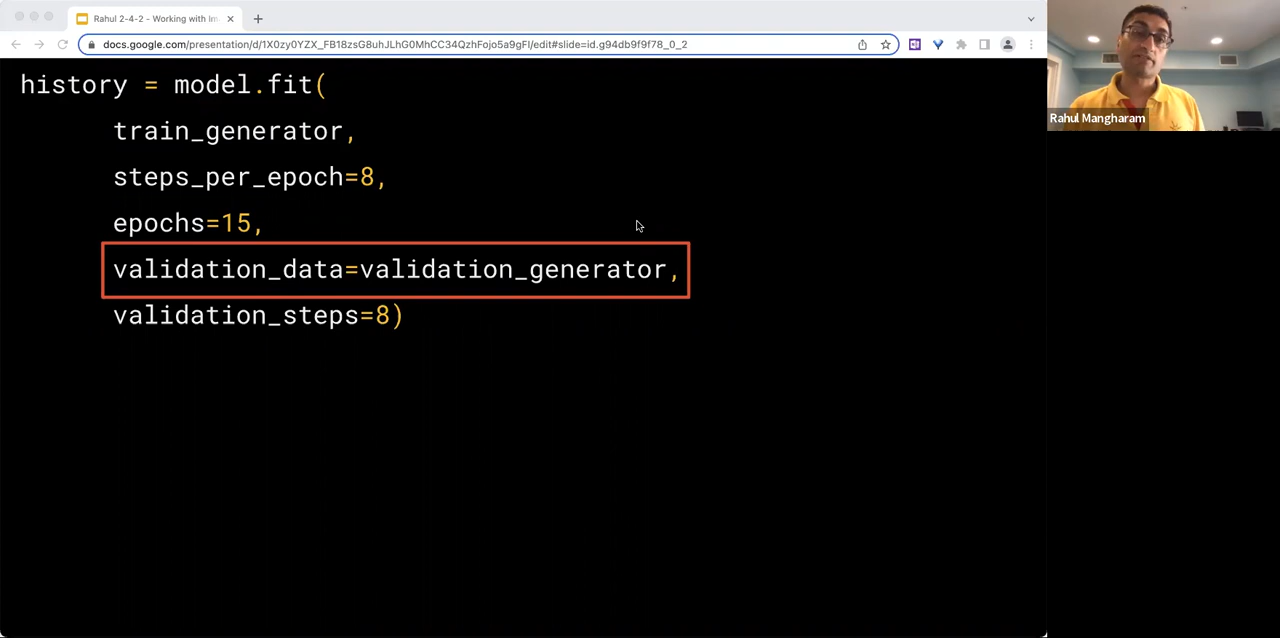 Rahul 2-4-2 - Working with Im
docs.google.com/presentation/d/1X0zy0YZX_FB18zsG8uhJLhG0MhCC34QzhFojo5a9gFI/edit#slide=id.g94db9f9f78_0_2
history = model.fit(
train_generator,
steps_per_epoch=8,
epochs=15,
validation_data=validation_generator,
validation_steps=8)
Rahul Mangharam